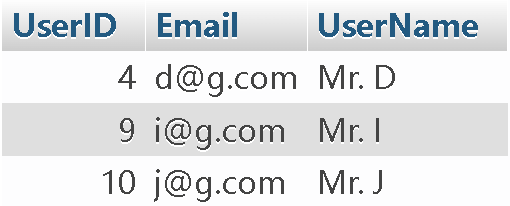 UserID Email UserName
4 d@g.com Mr. D
9 i@g.com Mr. I
10 j@g.com Mr. J